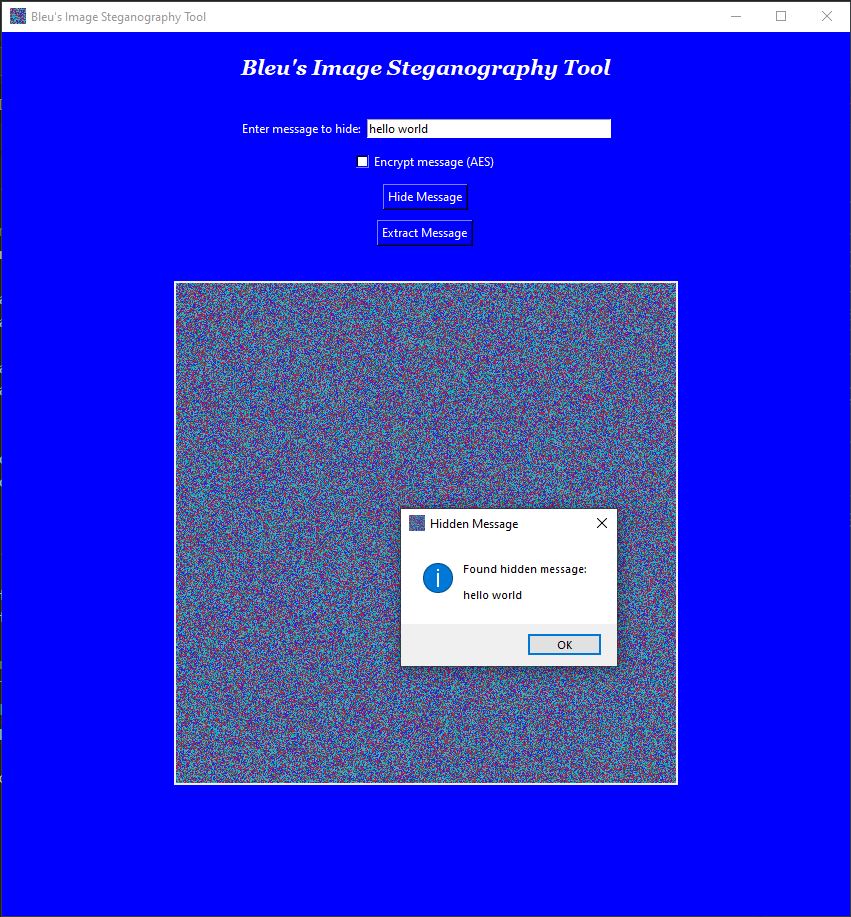 Bleu's Image Steganography Tool
Bleu's Image Steganography Tool
Enter message to hide: hello world
Encrypt message (AES)
Hide Message
Extract Message
Hidden Message
Found hidden message:
hello world
OK